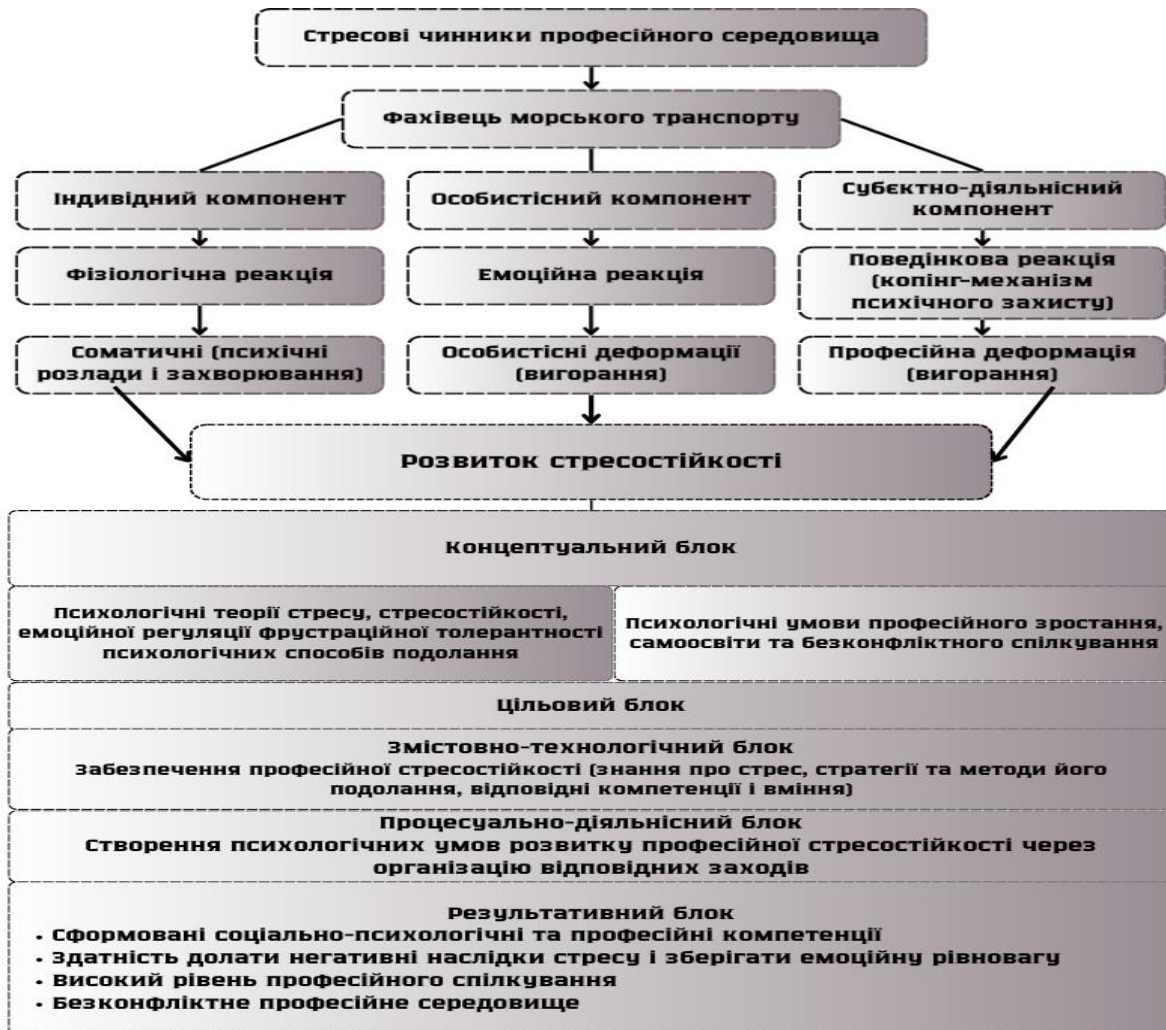 Стресові чинники професійного середовища
Фахівець морського транспорту
Індивідний компонент
Особистісний компонент
Субєктно-діяльнісний
компонент
Фізіологічна реакція
Емоційна реакція
Поведінкова реакція
(копінг-механізм
психічного захисту)
Соматичні (психічні
розлади і захворювання)
Особистісні деформації
(вигорання)
Професійна деформація
(вигорання)
Розвиток стресостійкості
Концептуальний блок
Психологічні теорії стресу, стресостійкості,
емоційної регуляції фрустраційної толерантності
психологічних способів подолання
Психологічні умови професійного зростання,
самоосвіти та безконфліктного спілкування
Цільовий блок
Змістовно-технологічний блок
Забезпечення професійної стресостійкості (знання про стрес, стратегії та методи його
подолання, відповідні компетенції і вміння)
Процесуально-діяльнісний блок
Створення психологічних умов розвитку професійної стресостійкості через
організацію відповідних заходів
Результативний блок
• Сформовані соціально-психологічні та професійні компетенції
• Здатність долати негативні наслідки стресу і зберігати емоційну рівновагу
• Високий рівень професійного спілкування
• Безконфліктне професійне середовище